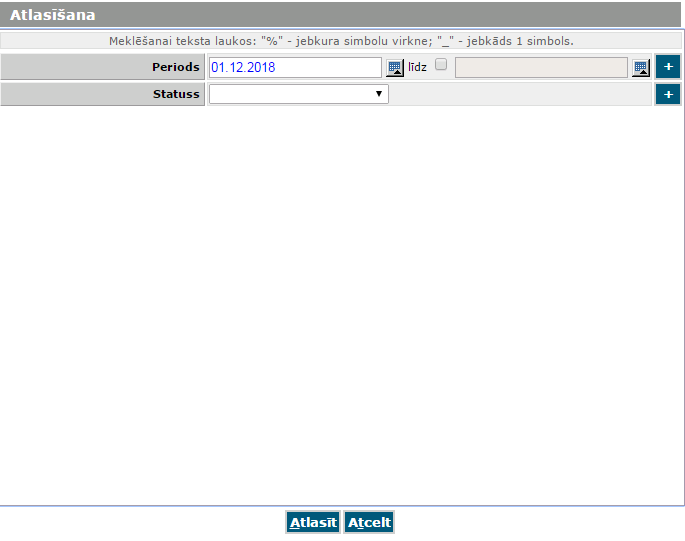 Atlasīšana
Meklēšanai teksta laukos: "%" - jebkura simbolu virkne; "_" - jebkāds 1 simbols.
Periods 01.12.2018 līdz +
Statuss +
Atlasīt Atcelt